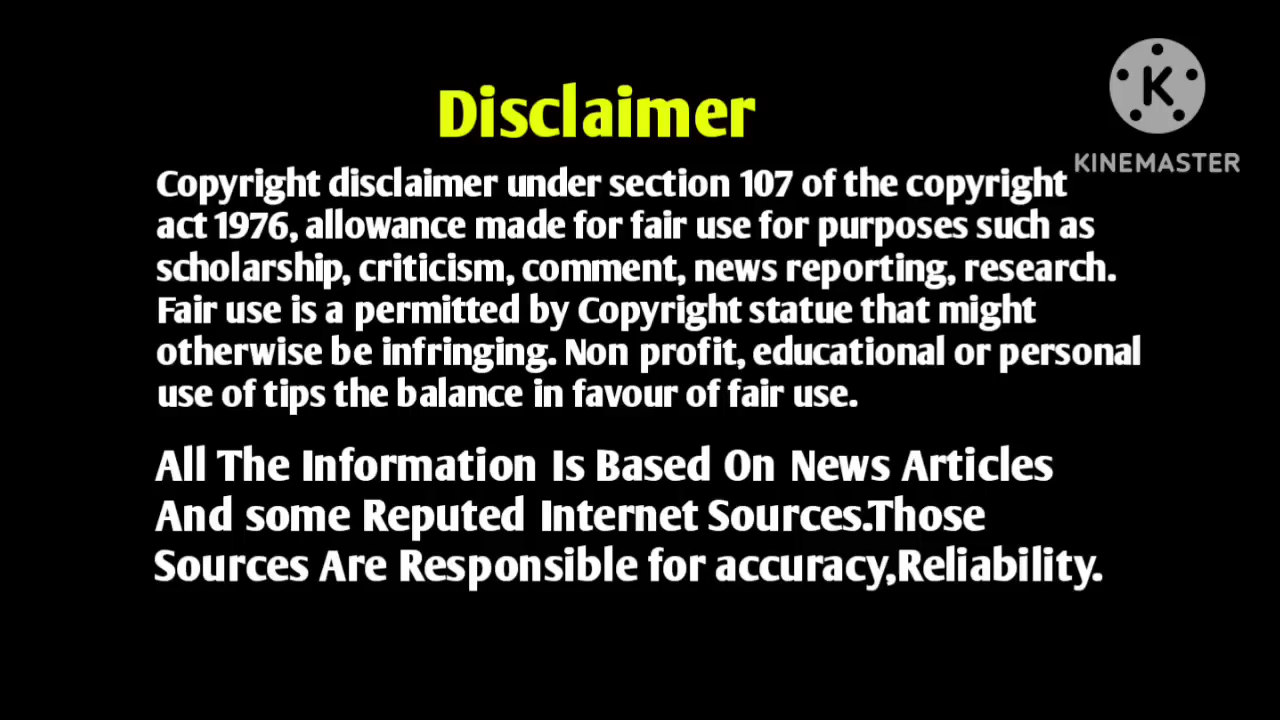 Disclaimer
K
KINEMASTER
Copyright disclaimer under section 107 of the copyright
act 1976, allowance made for fair use for purposes such as
scholarship, criticism, comment, news reporting, research.
Fair use is a permitted by Copyright statue that might
otherwise be infringing. Non profit, educational or personal
use of tips the balance in favour of fair use.
All The Information Is Based On News Articles
And some Reputed Internet Sources.Those
Sources Are Responsible for accuracy,Reliability.